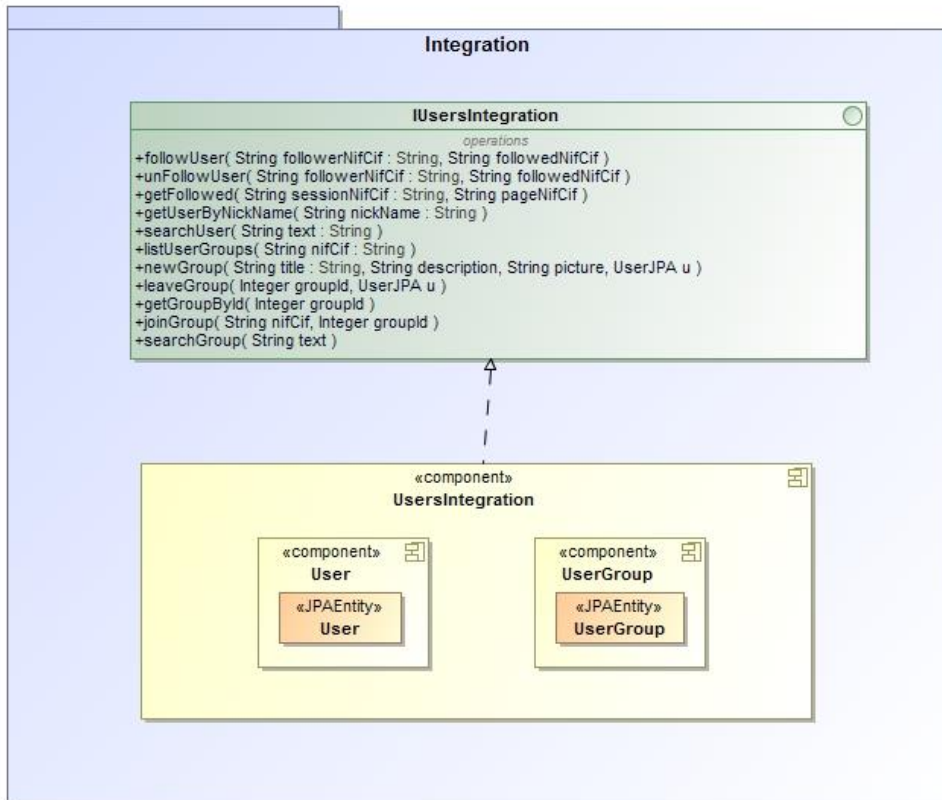 Integration
IUsersIntegration
operations
+followUser( String followerNifCif : String, String followedNifCif )
+unFollowUser( String followerNifCif : String, String followedNifCif )
+getFollowed( String sessionNifCif : String, String pageNifCif )
+getUserByNickName( String nickName : String )
+searchUser( String text : String )
+listUserGroups( String nifCif : String )
+newGroup( String title : String, String description, String picture, UserJPA u )
+leaveGroup( Integer groupId, UserJPA u )
+getGroupById( Integer groupId )
+joinGroup( String nifCif, Integer groupId )
+searchGroup( String text )
«component»
UsersIntegration
«component»
User
«JPAEntity»
User
«component»
UserGroup
«JPAEntity»
UserGroup